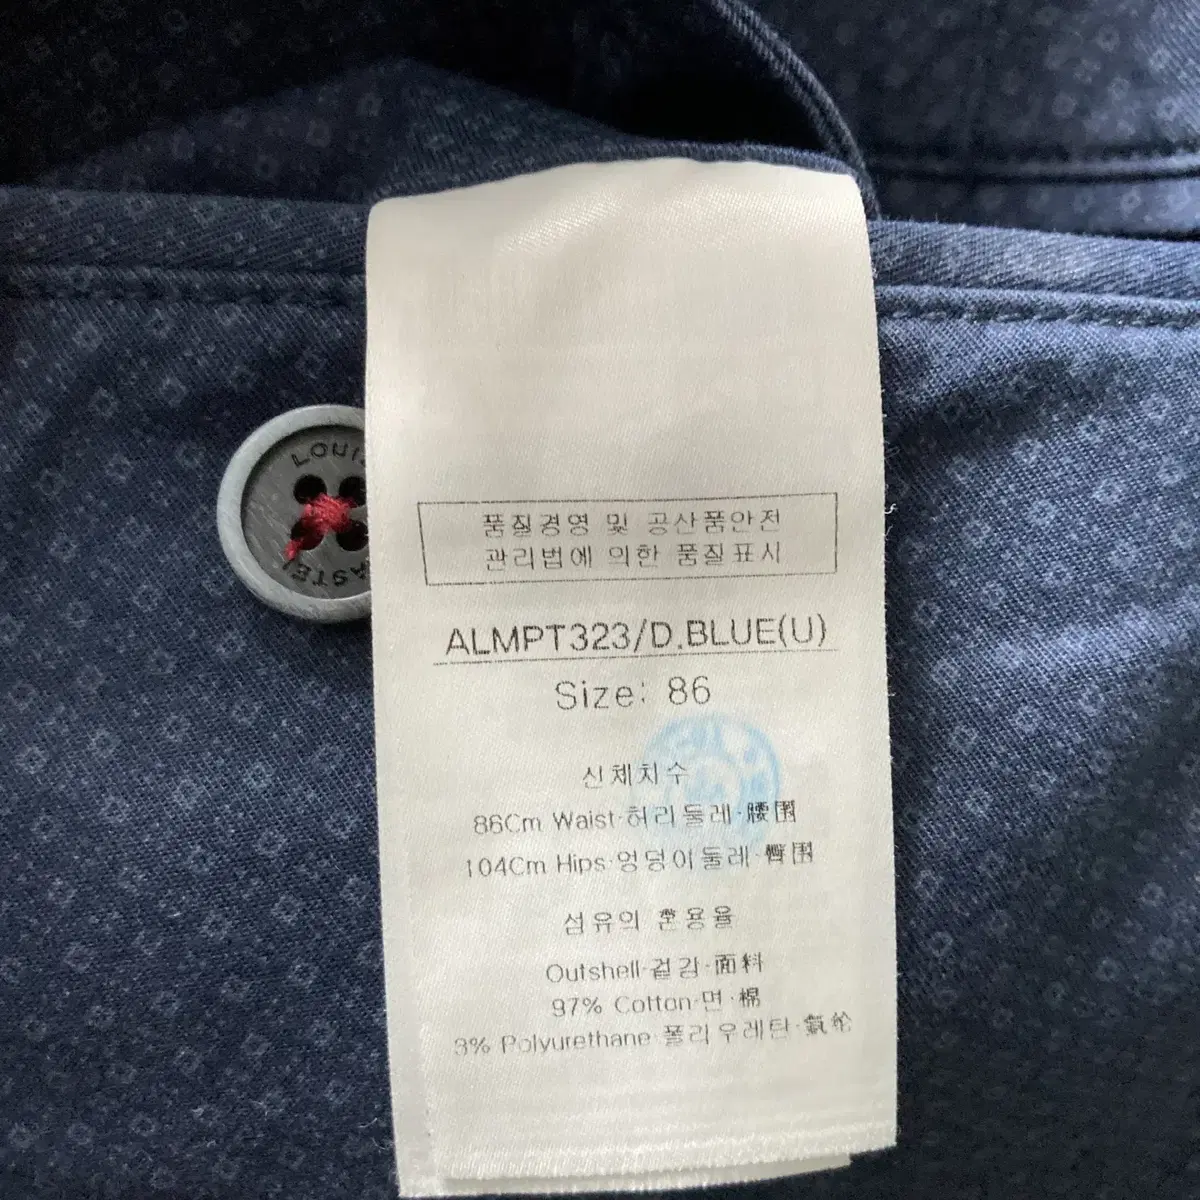 LOUI
CASTEL
품질경영 및 공산품안전
관리법에 의한 품질표시
ALMPT323/D.BLUE(U)
Size: 86
신체치수
86Cm Waist·허리둘레·腰围
104Cm Hips·엉덩이둘레·臀围
섬유의 혼용율
Outshell·겉감·面料
97% Cotton·면·棉
3% Polyurethane·폴리우레탄·氨纶